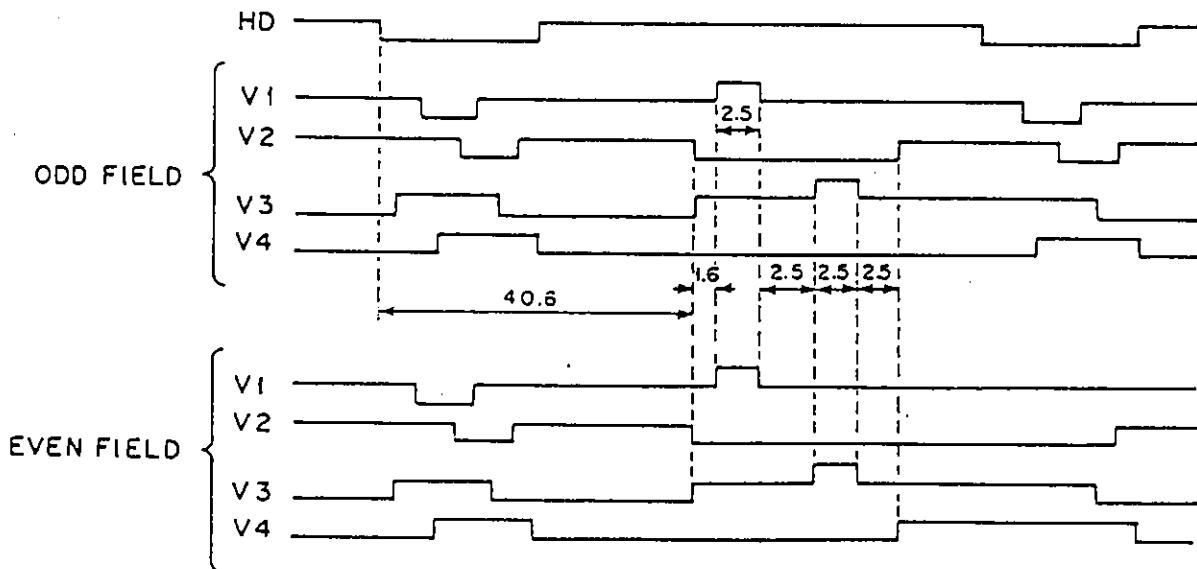 HD
V1
2.5
V2
ODD FIELD
V3
V4
1.6 2.5 2.5 2.5
40.6
V1
V2
EVEN FIELD
V3
V4